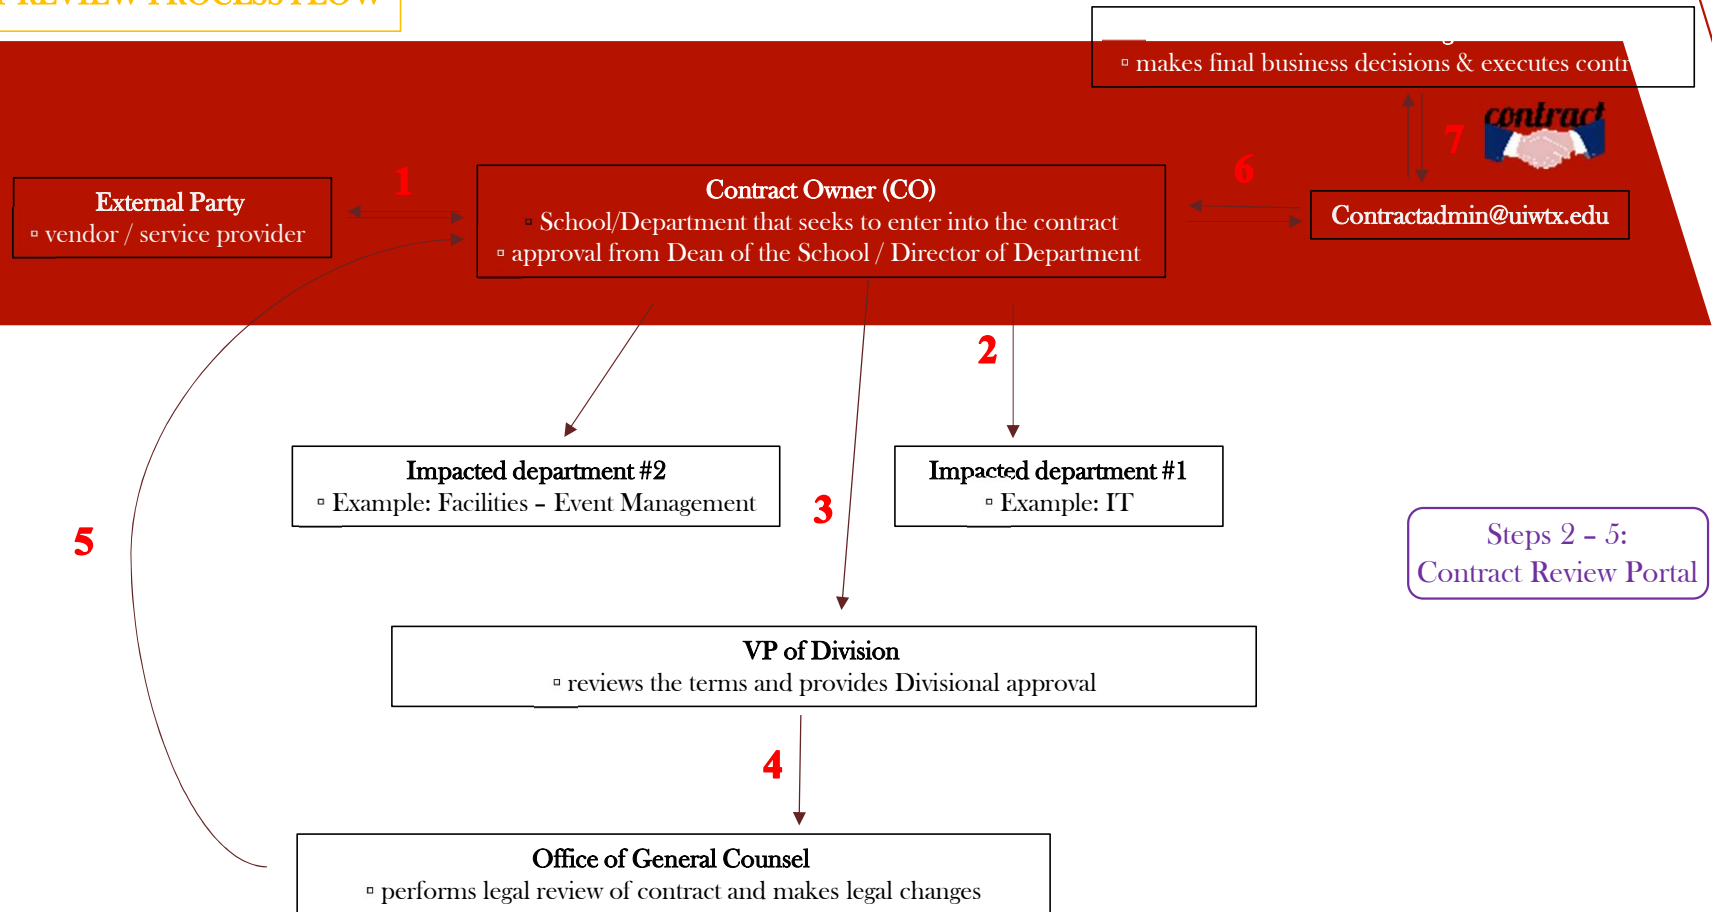 REVIEW PROCESS FLOW
▫ makes final business decisions & executes contr
contract
7
1
6
External Party
▫ vendor / service provider
Contract Owner (CO)
▫ School/Department that seeks to enter into the contract
▫ approval from Dean of the School / Director of Department
Contractadmin@uiwtx.edu
2
Impacted department #2
▫ Example: Facilities – Event Management
Impacted department #1
▫ Example: IT
3
5
Steps 2 – 5:
Contract Review Portal
VP of Division
▫ reviews the terms and provides Divisional approval
4
Office of General Counsel
▫ performs legal review of contract and makes legal changes